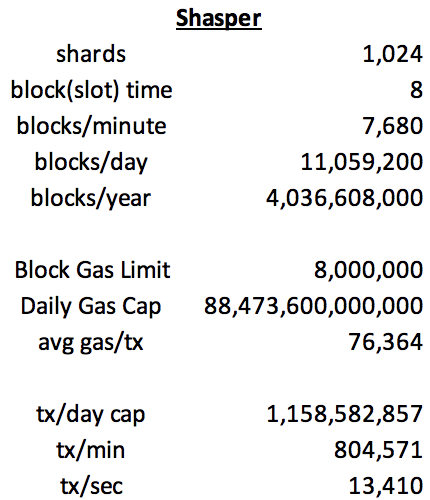 Shasper
shards 1,024
block(slot) time 8
blocks/minute 7,680
blocks/day 11,059,200
blocks/year 4,036,608,000
Block Gas Limit 8,000,000
Daily Gas Cap 88,473,600,000,000
avg gas/tx 76,364
tx/day cap 1,158,582,857
tx/min 804,571
tx/sec 13,410